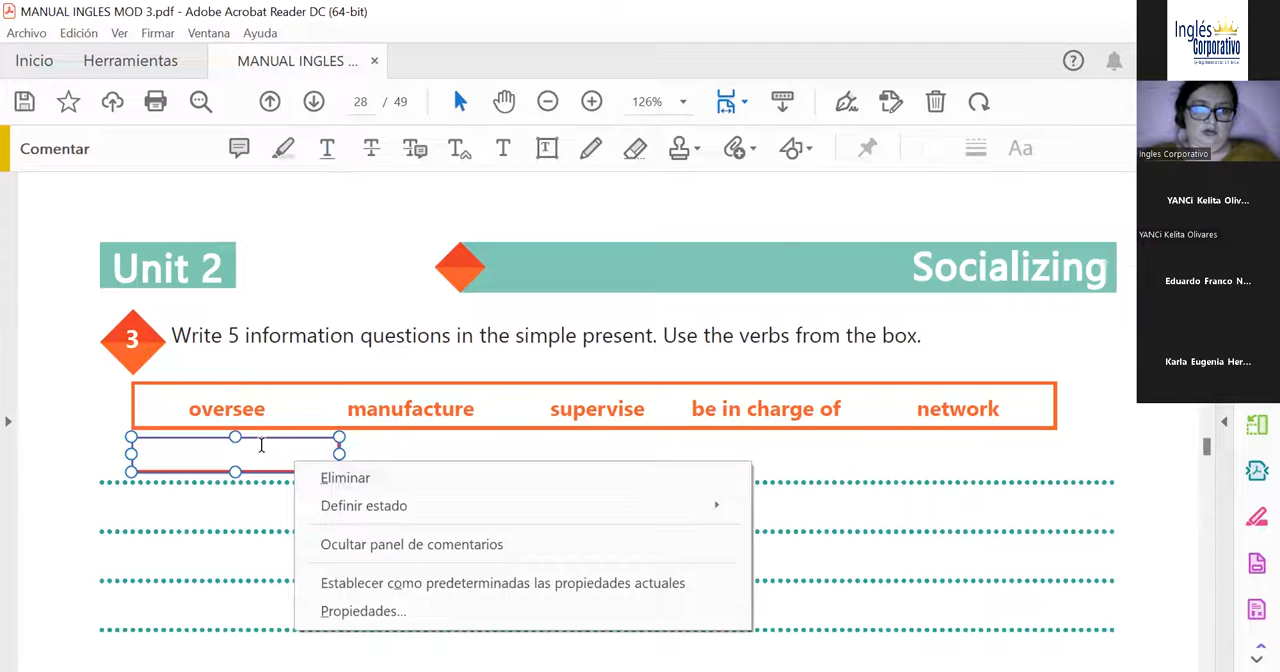 MANUAL INGLES MOD 3.pdf - Adobe Acrobat Reader DC (64-bit)
Archivo Edición Ver Firmar Ventana Ayuda
Inicio Herramientas MANUAL INGLES ... ×
28 / 49 126%
Comentar
Aa
Unit 2
Socializing
3 Write 5 information questions in the simple present. Use the verbs from the box.
oversee manufacture supervise be in charge of network
Eliminar
Definir estado
Ocultar panel de comentarios
Establecer como predeterminadas las propiedades actuales
Propiedades...
Inglés
Corporativo
Ingles Corporativo
YANCi Kelita Oliv...
YANCi Kelita Olivares
Eduardo Franco N...
Karla Eugenia Her...